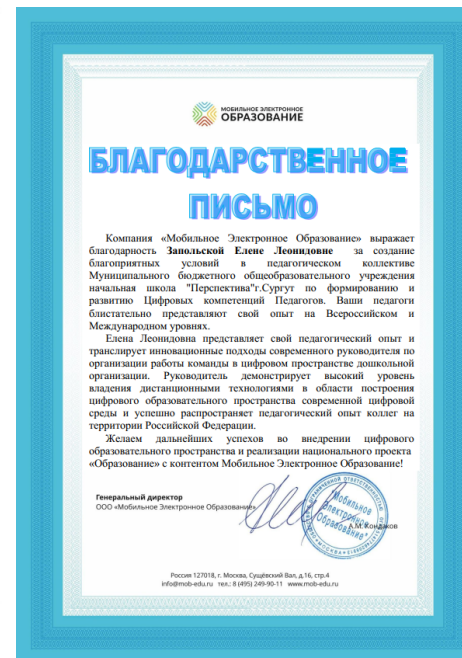 МОБИЛЬНОЕ ЭЛЕКТРОННОЕ
ОБРАЗОВАНИЕ
БЛАГОДАРСТВЕННОЕ
ПИСЬМО
Компания «Мобильное Электронное Образование» выражает
благодарность Запольской Елене Леонидовне за создание
благоприятных условий в педагогическом коллективе
Муниципального бюджетного общеобразовательного учреждения
начальная школа "Перспектива"г.Сургут по формированию и
развитию Цифровых компетенций Педагогов. Ваши педагоги
блистательно представляют свой опыт на Всероссийском и
Международном уровнях.
Елена Леонидовна представляет свой педагогический опыт и
транслирует инновационные подходы современного руководителя по
организации работы команды в цифровом пространстве дошкольной
организации. Руководитель демонстрирует высокий уровень
владения дистанционными технологиями в области построения
цифрового образовательного пространства современной цифровой
среды и успешно распространяет педагогический опыт коллег на
территории Российской Федерации.
Желаем дальнейших успехов во внедрении цифрового
образовательного пространства и реализации национального проекта
«Образование» с контентом Мобильное Электронное Образование!
Генеральный директор
ООО «Мобильное Электронное Образование»
А.М. Кондаков
Мобильное
Электронное
Образование
МОСКВА
Россия 127018, г. Москва, Сущёвский Вал, д.16, стр.4
info@mob-edu.ru тел.: 8 (495) 249-90-11 www.mob-edu.ru